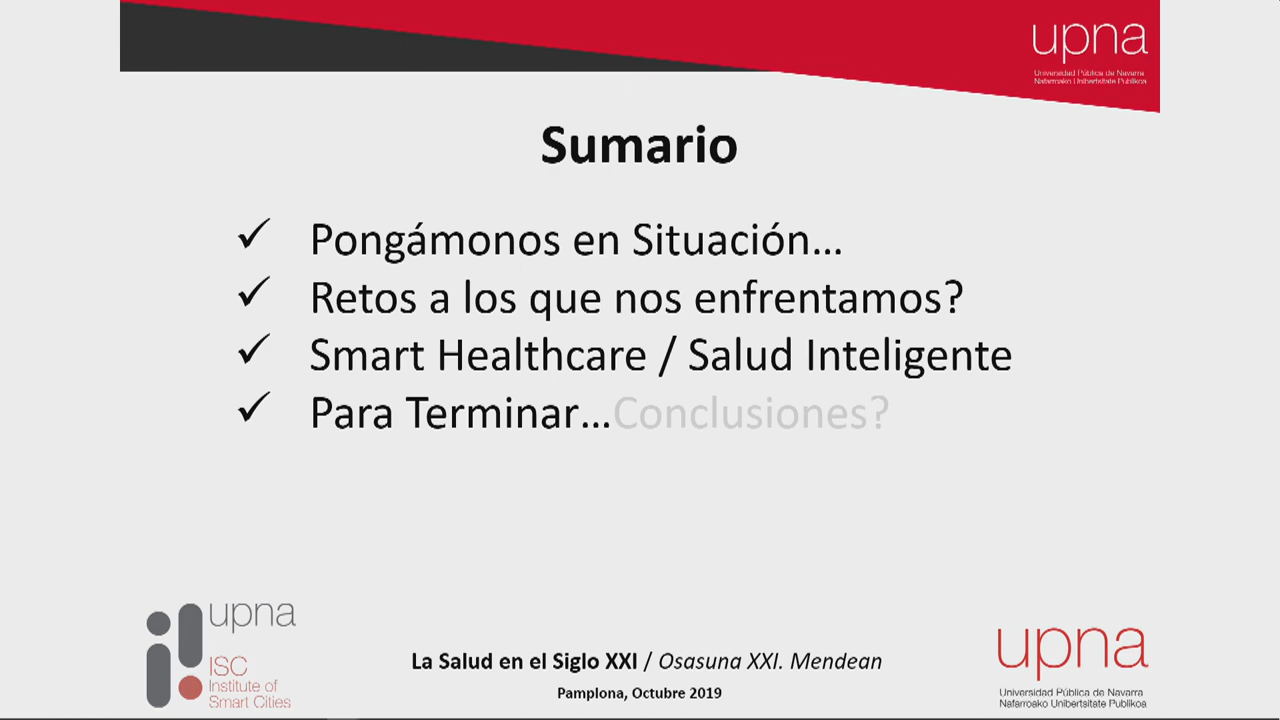 upna
Universidad Pública de Navarra
Nafarroako Unibertsitate Publikoa
Sumario
✓ Pongámonos en Situación...
✓ Retos a los que nos enfrentamos?
✓ Smart Healthcare / Salud Inteligente
✓ Para Terminar...Conclusiones?
upna
ISC
Institute of
Smart Cities
La Salud en el Siglo XXI / Osasuna XXI. Mendean
Pamplona, Octubre 2019
upna
Universidad Pública de Navarra
Nafarroako Unibertsitate Publikoa